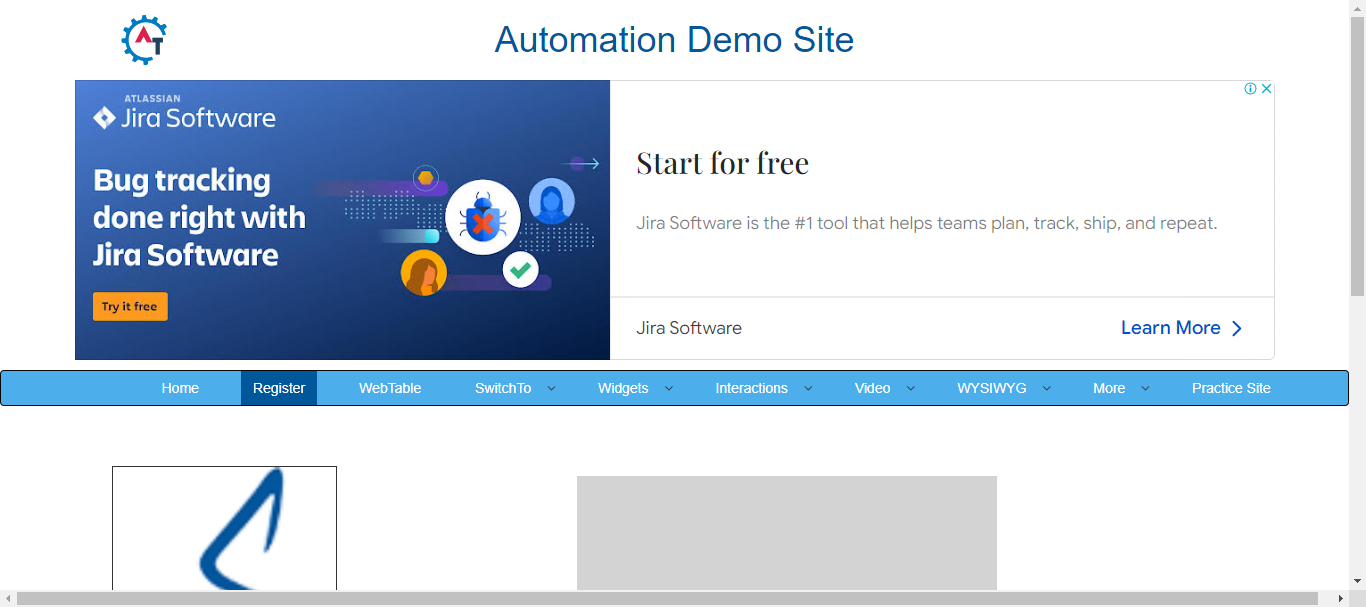 AT
Automation Demo Site
ATLASSIAN
Jira Software
Bug tracking
done right with
Jira Software
Try it free
Start for free
Jira Software is the #1 tool that helps teams plan, track, ship, and repeat.
Jira Software
Learn More
Home Register WebTable SwitchTo Widgets Interactions Video WYSIWYG More Practice Site